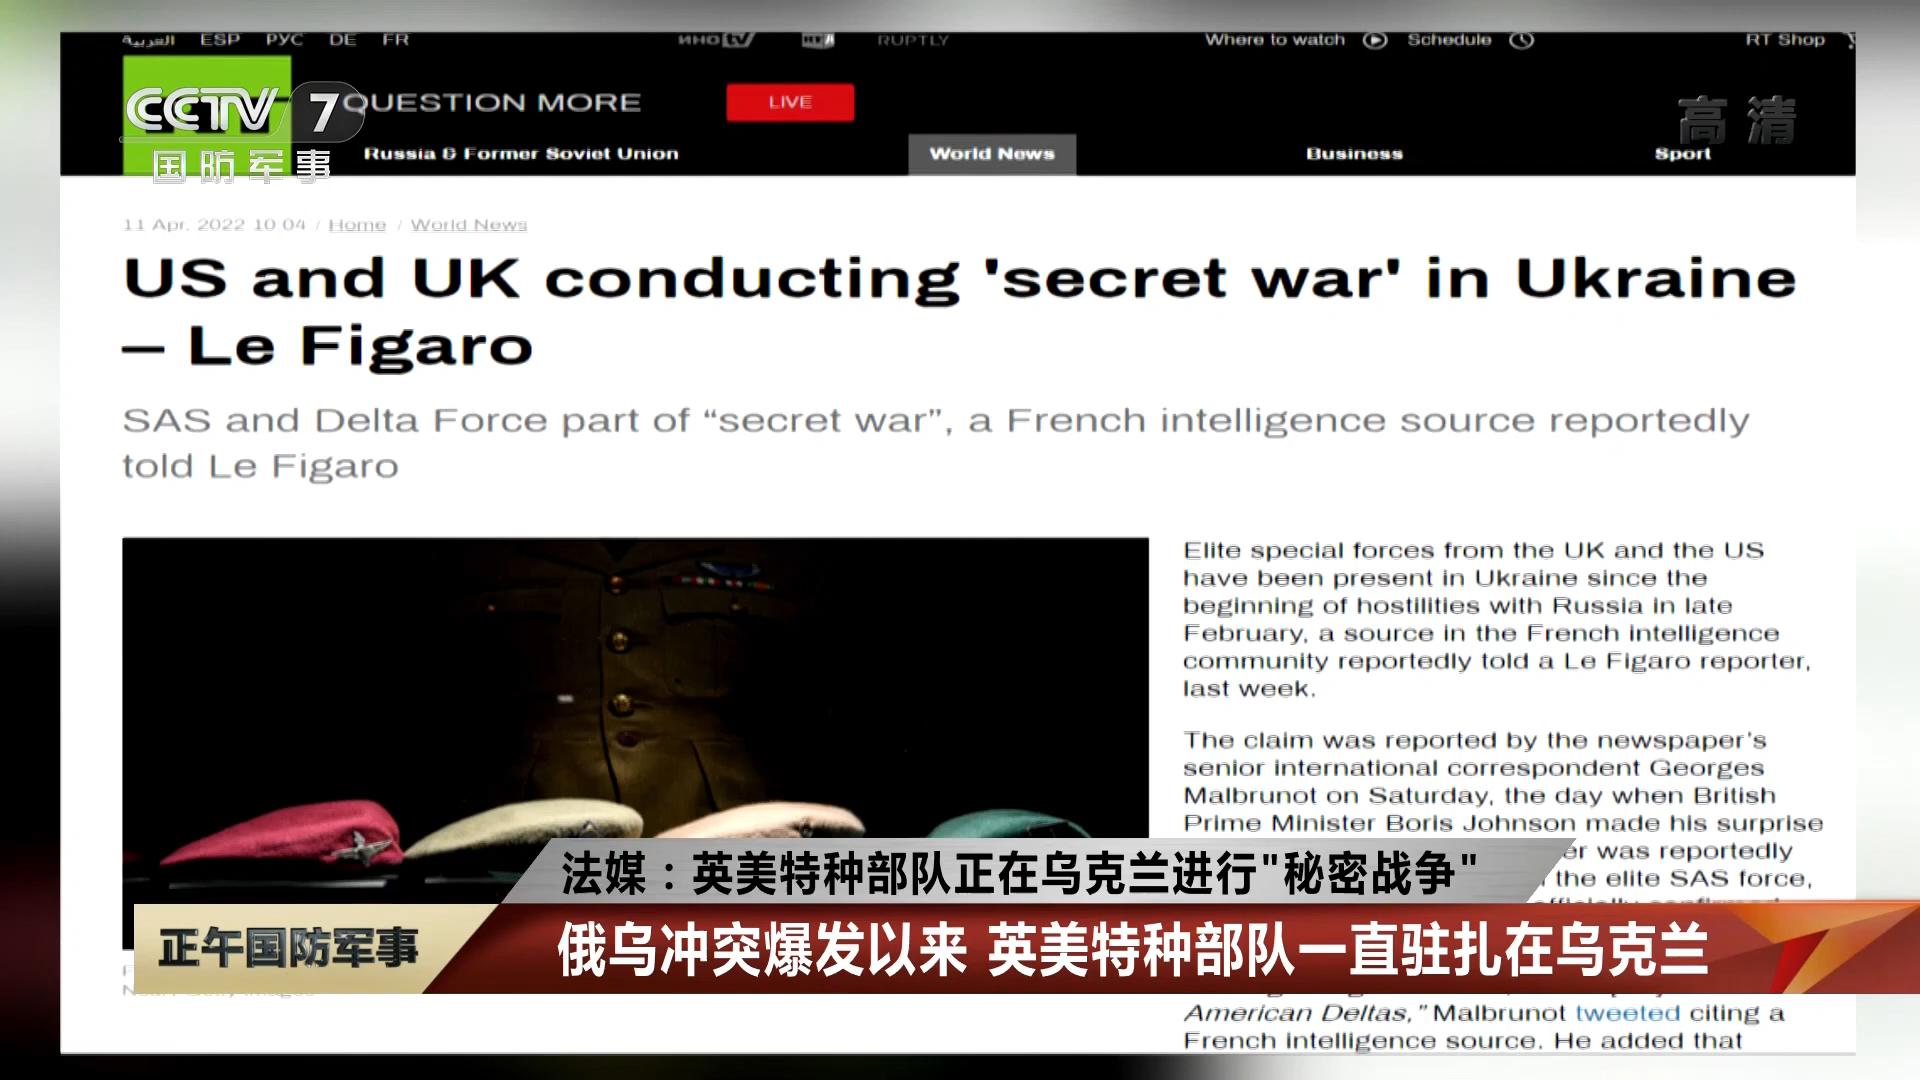 العربية ESP РУС DE FR ИНО tv RUPTLY Where to watch Schedule RT Shop
CCTV 7 QUESTION MORE LIVE 高清
国防军事 Russia & Former Soviet Union World News Business Sport
11 Apr, 2022 10:04 / Home / World News
US and UK conducting 'secret war' in Ukraine
– Le Figaro
SAS and Delta Force part of “secret war”, a French intelligence source reportedly
told Le Figaro
Elite special forces from the UK and the US
have been present in Ukraine since the
beginning of hostilities with Russia in late
February, a source in the French intelligence
community reportedly told a Le Figaro reporter,
last week.
The claim was reported by the newspaper’s
senior international correspondent Georges
Malbrunot on Saturday, the day when British
Prime Minister Boris Johnson made his surprise
was reportedly
the elite SAS force,
American Deltas,” Malbrunot tweeted citing a
French intelligence source. He added that
法媒：英美特种部队正在乌克兰进行"秘密战争"
正午国防军事
俄乌冲突爆发以来 英美特种部队一直驻扎在乌克兰